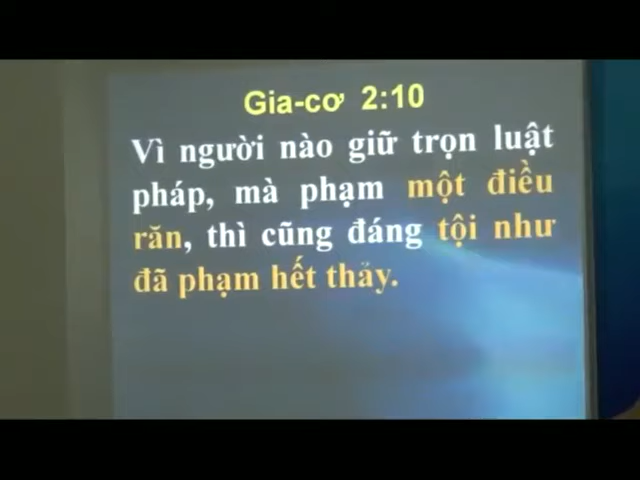 Gia-cơ 2:10
Vì người nào giữ trọn luật
pháp, mà phạm một điều
răn, thì cũng đáng tội như
đã phạm hết thảy.